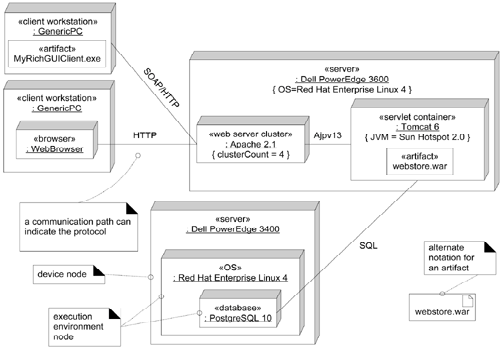 «client workstation»
: GenericPC
«artifact»
MyRichGUIClient.exe
«client workstation»
: GenericPC
«browser»
: WebBrowser
SOAP/HTTP
HTTP
«server»
: Dell PowerEdge 3600
{ OS=Red Hat Enterprise Linux 4 }
«web server cluster»
: Apache 2.1
{ clusterCount = 4 }
Ajpv13
«servlet container»
: Tomcat 6
{ JVM = Sun Hotspot 2.0 }
«artifact»
webstore.war
a communication path can
indicate the protocol
«server»
: Dell PowerEdge 3400
«OS»
: Red Hat Enterprise Linux 4
«database»
: PostgreSQL 10
SQL
device node
execution
environment
node
alternate
notation for
an artifact
webstore.war